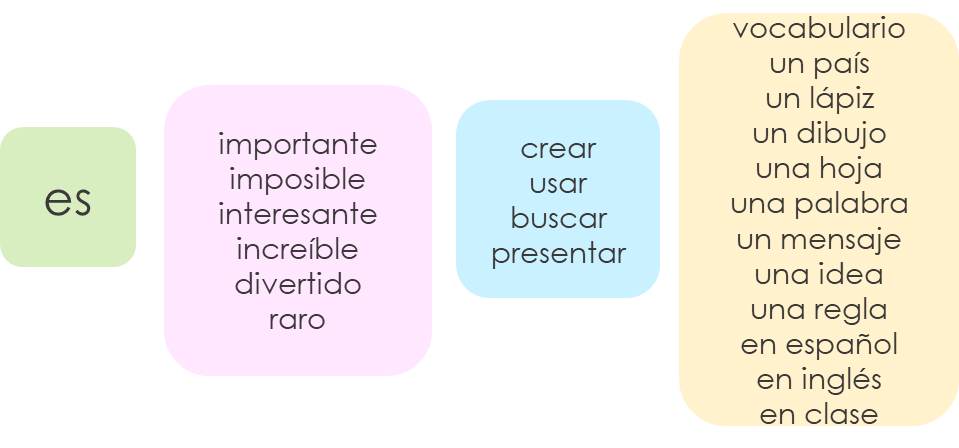 es
importante
imposible
interesante
increíble
divertido
raro
crear
usar
buscar
presentar
vocabulario
un país
un lápiz
un dibujo
una hoja
una palabra
un mensaje
una idea
una regla
en español
en inglés
en clase